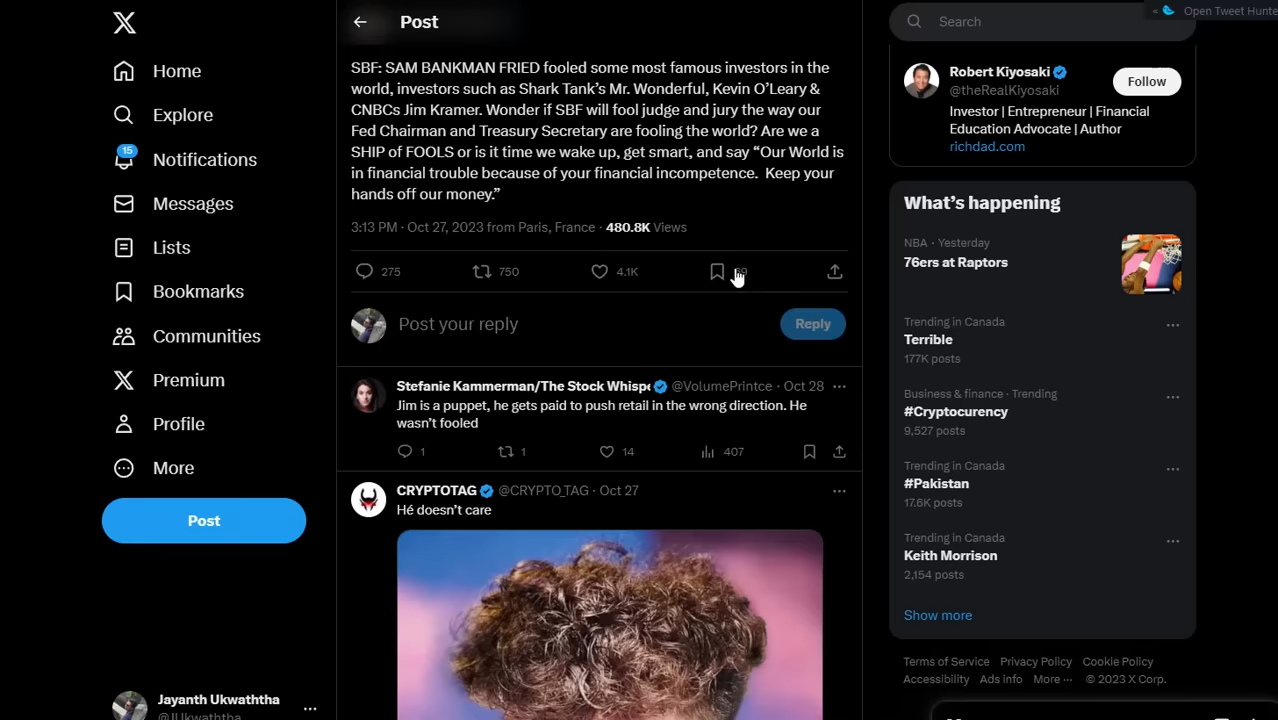 Open Tweet Hunte
Post
Search
Home
Explore
15
Notifications
Messages
Lists
Bookmarks
Communities
Premium
Profile
More
Post
Jayanth Ukwaththa
@JUkwaththa
SBF: SAM BANKMAN FRIED fooled some most famous investors in the
world, investors such as Shark Tank’s Mr. Wonderful, Kevin O’Leary &
CNBCs Jim Kramer. Wonder if SBF will fool judge and jury the way our
Fed Chairman and Treasury Secretary are fooling the world? Are we a
SHIP of FOOLS or is it time we wake up, get smart, and say “Our World is
in financial trouble because of your financial incompetence. Keep your
hands off our money.”
3:13 PM · Oct 27, 2023 from Paris, France · 480.8K Views
275 750 4.1K
Post your reply
Reply
Stefanie Kammerman/The Stock Whispe @VolumePrintce · Oct 28
Jim is a puppet, he gets paid to push retail in the wrong direction. He
wasn’t fooled
1 1 14 407
CRYPTOTAG @CRYPTO_TAG · Oct 27
Hé doesn’t care
Robert Kiyosaki
@theRealKiyosaki
Follow
Investor | Entrepreneur | Financial
Education Advocate | Author
richdad.com
What’s happening
NBA · Yesterday
76ers at Raptors
Trending in Canada
Terrible
177K posts
Business & finance · Trending
#Cryptocurency
9,527 posts
Trending in Canada
#Pakistan
17.6K posts
Trending in Canada
Keith Morrison
2,154 posts
Show more
Terms of Service Privacy Policy Cookie Policy
Accessibility Ads info More ··· © 2023 X Corp.